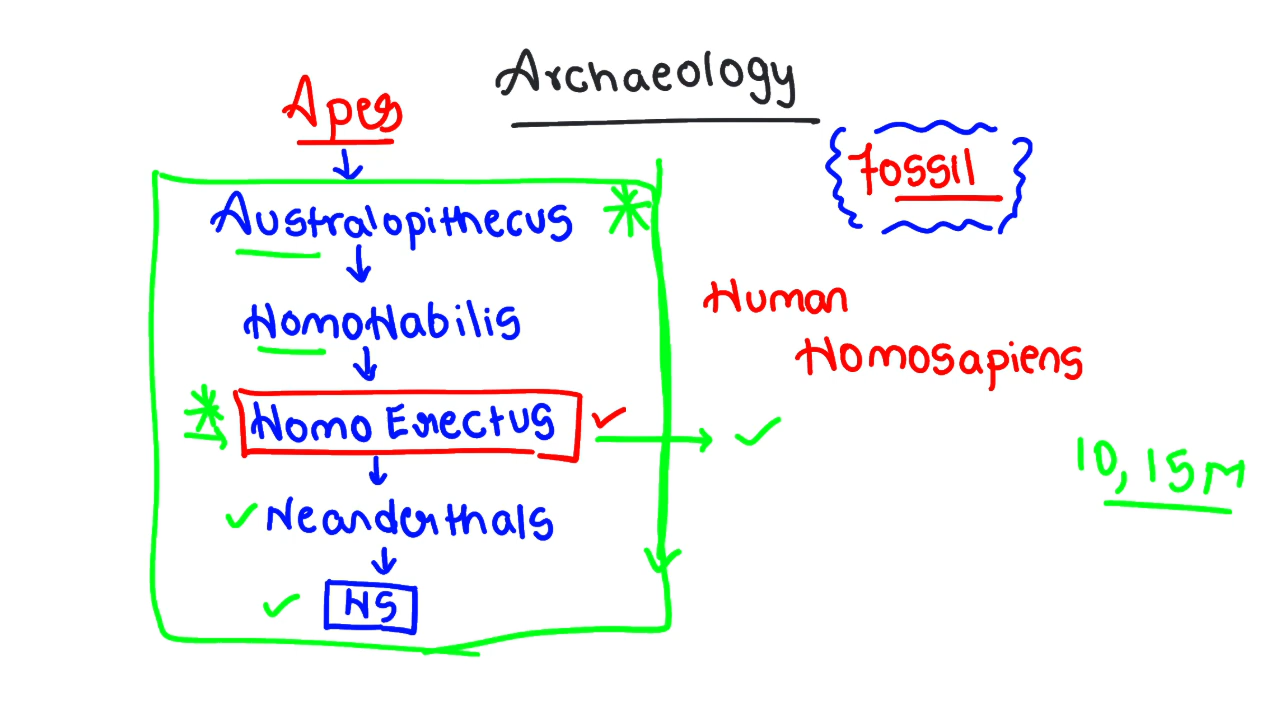 Archaeology
Apes
Fossil
Australopithecus
HomoHabilis
Human
Homosapiens
Homo Erectus
10, 15M
Neanderthals
HS